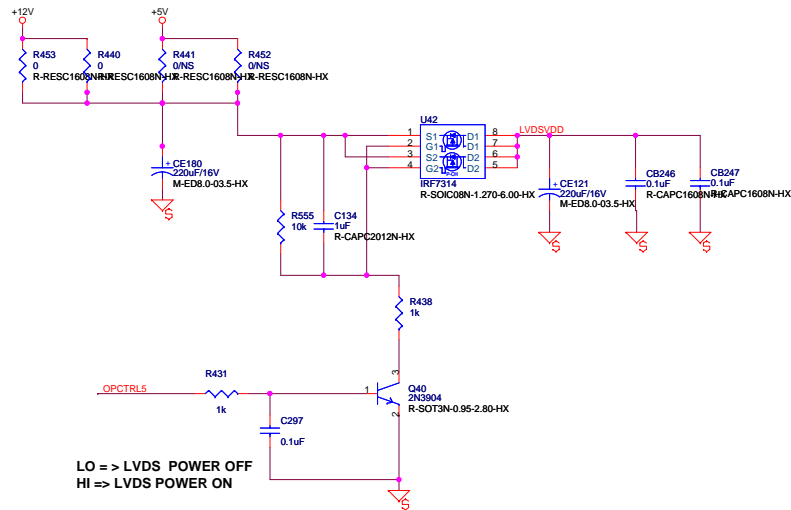 +12V
+5V
R453
0
R-RESC1608N-HX
R440
0
R-RESC1608N-HX
R441
0/NS
R-RESC1608N-HX
R452
0/NS
R-RESC1608N-HX
CE180
+
220uF/16V
M-ED8.0-03.5-HX
U42
1
2
3
4
S1
G1
S2
G2
D1
D1
D2
D2
8
7
6
5
IRF7314
R-SOIC08N-1.270-6.00-HX
LVDSVDD
CE121
+
220uF/16V
M-ED8.0-03.5-HX
CB246
0.1uF
R-CAPC1608N-HX
CB247
0.1uF
R-CAPC1608N-HX
S
S
S
S
R555
10k
C134
1uF
R-CAPC2012N-HX
R438
1k
OPCTRL5
R431
1k
C297
0.1uF
1
3
2
Q40
2N3904
R-SOT3N-0.95-2.80-HX
S
LO = > LVDS POWER OFF
HI => LVDS POWER ON